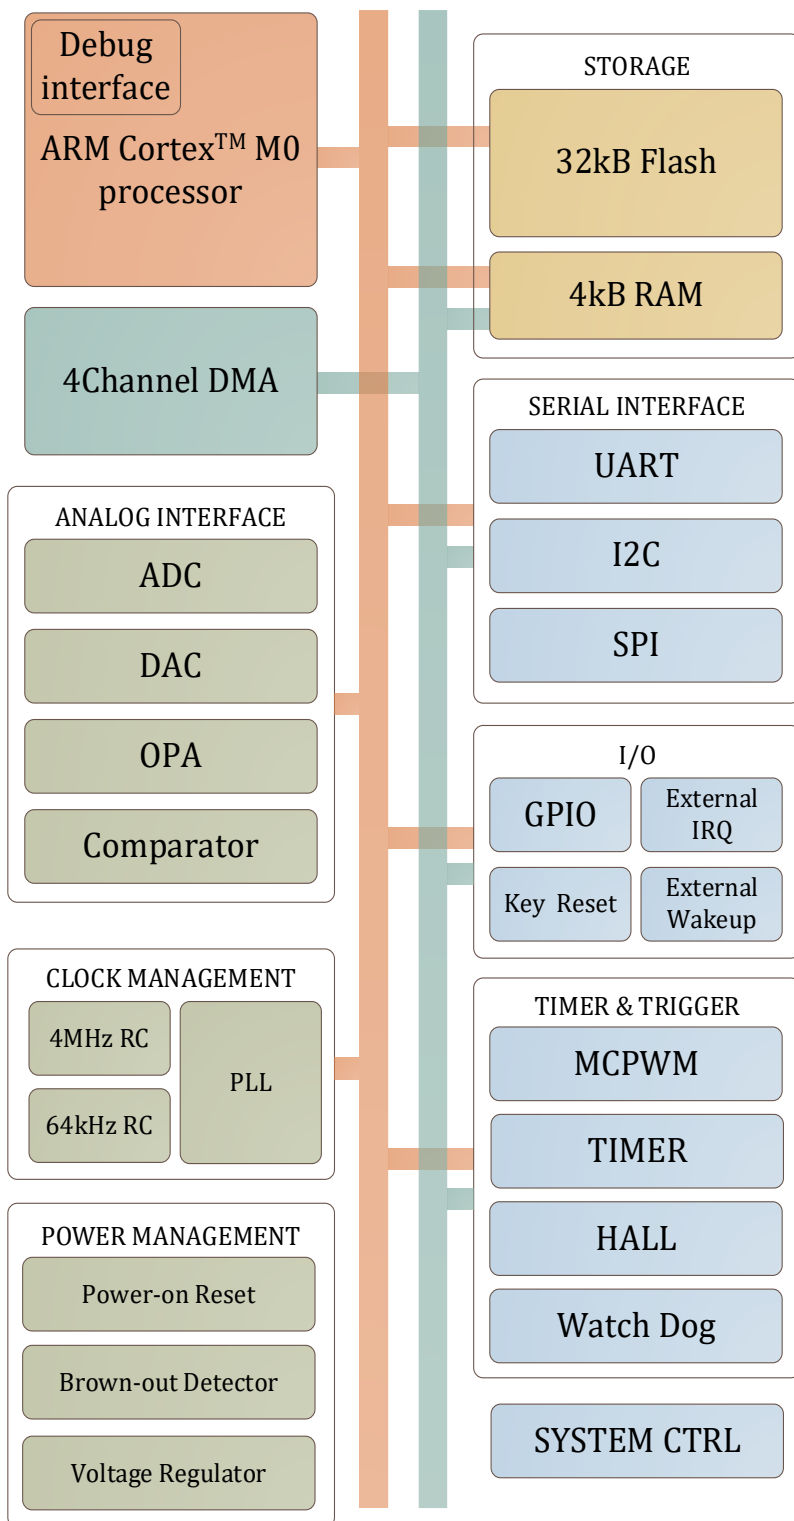 Debug
interface
ARM Cortex™ M0
processor
4Channel DMA
ANALOG INTERFACE
ADC
DAC
OPA
Comparator
CLOCK MANAGEMENT
4MHz RC
64kHz RC
PLL
POWER MANAGEMENT
Power-on Reset
Brown-out Detector
Voltage Regulator
STORAGE
32kB Flash
4kB RAM
SERIAL INTERFACE
UART
I2C
SPI
I/O
GPIO
External
IRQ
Key Reset
External
Wakeup
TIMER & TRIGGER
MCPWM
TIMER
HALL
Watch Dog
SYSTEM CTRL